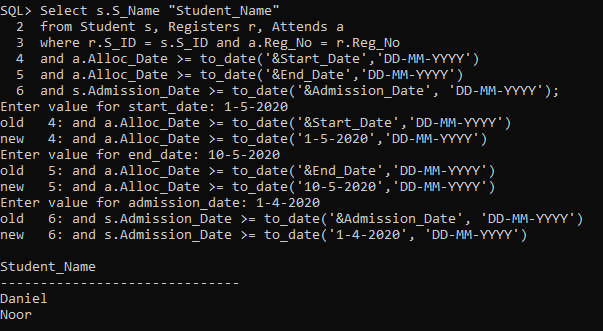 SQL> Select s.S_Name "Student_Name"
  2  from Student s, Registers r, Attends a
  3  where r.S_ID = s.S_ID and a.Reg_No = r.Reg_No
  4  and a.Alloc_Date >= to_date('&Start_Date','DD-MM-YYYY')
  5  and a.Alloc_Date >= to_date('&End_Date','DD-MM-YYYY')
  6  and s.Admission_Date >= to_date('&Admission_Date', 'DD-MM-YYYY');
Enter value for start_date: 1-5-2020
old   4: and a.Alloc_Date >= to_date('&Start_Date','DD-MM-YYYY')
new   4: and a.Alloc_Date >= to_date('1-5-2020','DD-MM-YYYY')
Enter value for end_date: 10-5-2020
old   5: and a.Alloc_Date >= to_date('&End_Date','DD-MM-YYYY')
new   5: and a.Alloc_Date >= to_date('10-5-2020','DD-MM-YYYY')
Enter value for admission_date: 1-4-2020
old   6: and s.Admission_Date >= to_date('&Admission_Date', 'DD-MM-YYYY')
new   6: and s.Admission_Date >= to_date('1-4-2020', 'DD-MM-YYYY')
Student_Name
------------------------------
Daniel
Noor